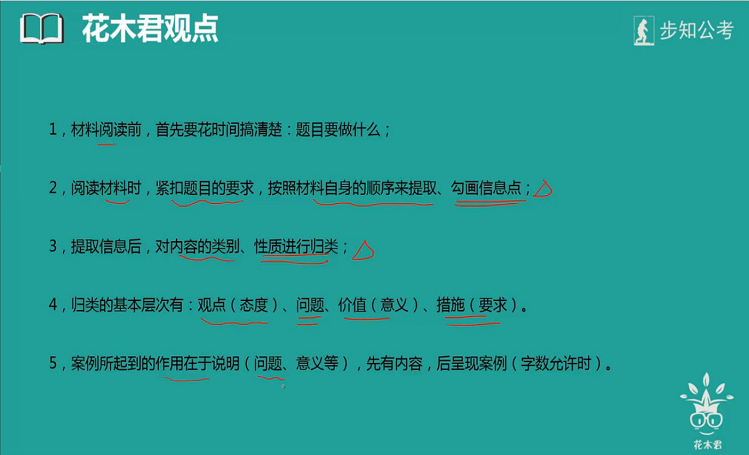 花木君观点
步知公考
1，材料阅读前，首先要花时间搞清楚：题目要做什么；
2，阅读材料时，紧扣题目的要求，按照材料自身的顺序来提取、勾画信息点；
3，提取信息后，对内容的类别、性质进行归类；
4，归类的基本层次有：观点（态度）、问题、价值（意义）、措施（要求）。
5，案例所起到的作用在于说明（问题、意义等），先有内容，后呈现案例（字数允许时）。
花木君